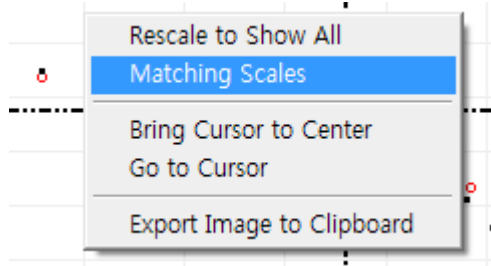 Rescale to Show All
Matching Scales
Bring Cursor to Center
Go to Cursor
Export Image to Clipboard